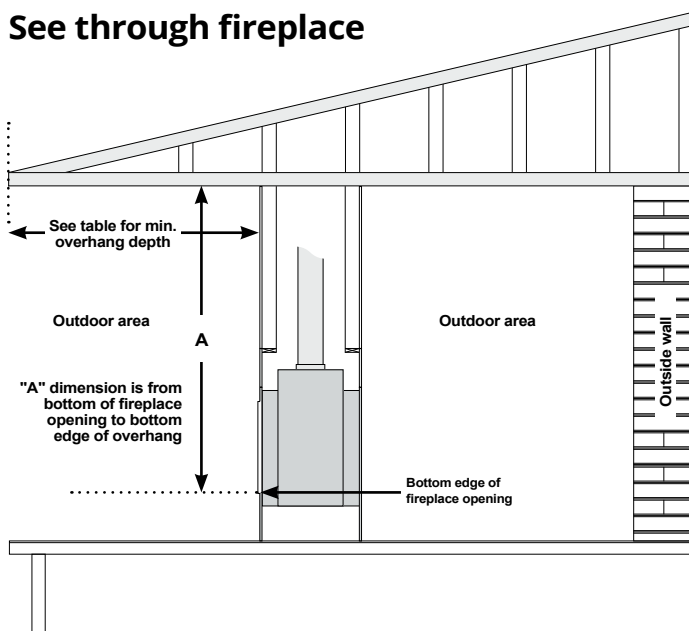 See through fireplace
See table for min.
overhang depth
Outdoor area
A
Outdoor area
Outside wall
"A" dimension is from
bottom of fireplace
opening to bottom
edge of overhang
Bottom edge of
fireplace opening